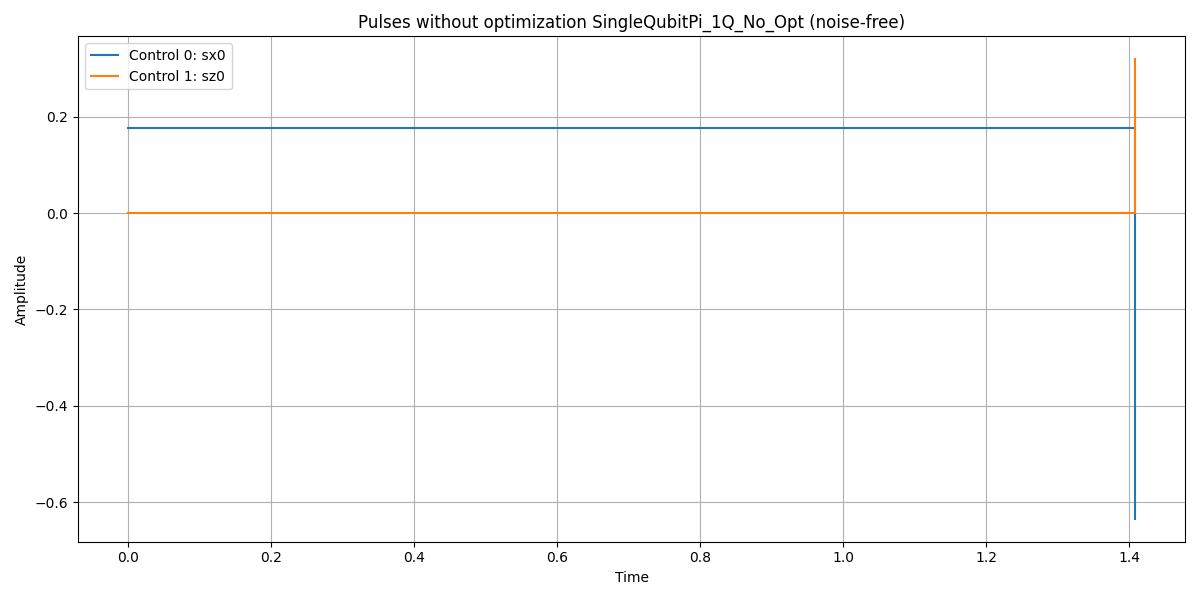 Pulses without optimization SingleQubitPi_1Q_No_Opt (noise-free)
Control 0: sx0
Control 1: sz0
Amplitude
0.2
0.0
−0.2
−0.4
−0.6
0.0 0.2 0.4 0.6 0.8 1.0 1.2 1.4
Time